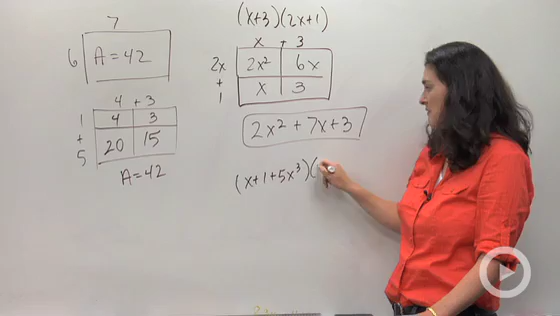 7
6 A = 42
4 + 3
1 4 3
+
5 20 15
A = 42
(x+3)(2x+1)
x + 3
2x 2x² 6x
+
1 x 3
2x² + 7x + 3
(x+1+5x³)(